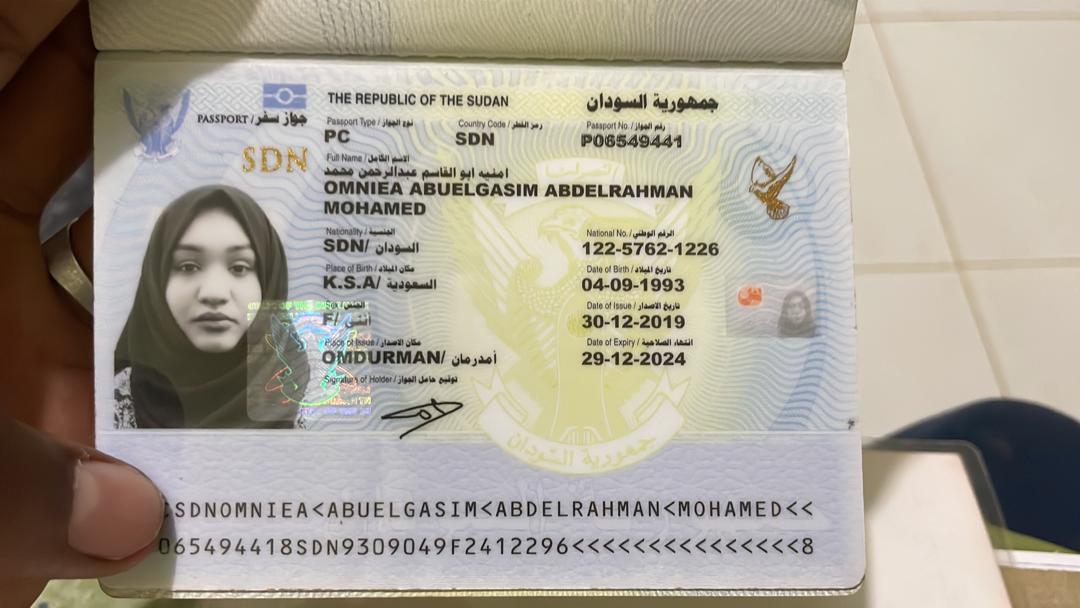 THE REPUBLIC OF THE SUDAN
جمهورية السودان
PASSPORT / جواز سفر
Passport Type / نوع الجواز
Country Code / رمز القطر
Passport No. / رقم الجواز
PC
SDN
P06549441
SDN
Full Name / الاسم الكامل
امنيه ابو القاسم عبدالرحمن محمد
OMNIEA ABUELGASIM ABDELRAHMAN
MOHAMED
Nationality / الجنسية
National No. / الرقم الوطني
SDN/ السودان
122-5762-1226
Place of Birth / مكان الميلاد
Date of Birth / تاريخ الميلاد
K.S.A/ السعودية
04-09-1993
Sex / الجنس
Date of Issue / تاريخ الاصدار
F/ أنثى
30-12-2019
Place of Issue / مكان الاصدار
Date of Expiry / انتهاء الصلاحية
OMDURMAN/ أمدرمان
29-12-2024
Signature of Holder / توقيع حامل الجواز
النصر لنا
جمهورية السودان
SDNOMNIEA<ABUELGASIM<ABDELRAHMAN<MOHAMED<<
065494418SDN9309049F2412296<<<<<<<<<<<<<<<8